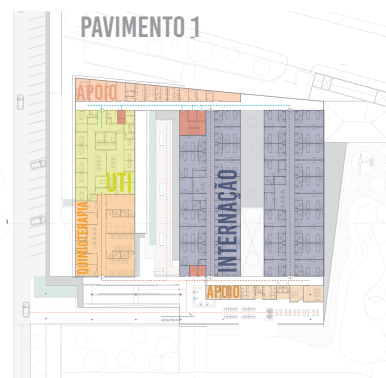 PAVIMENTO 1
APOIO
UTI
QUIMIOTERAPIA
INTERNAÇÃO
APOIO